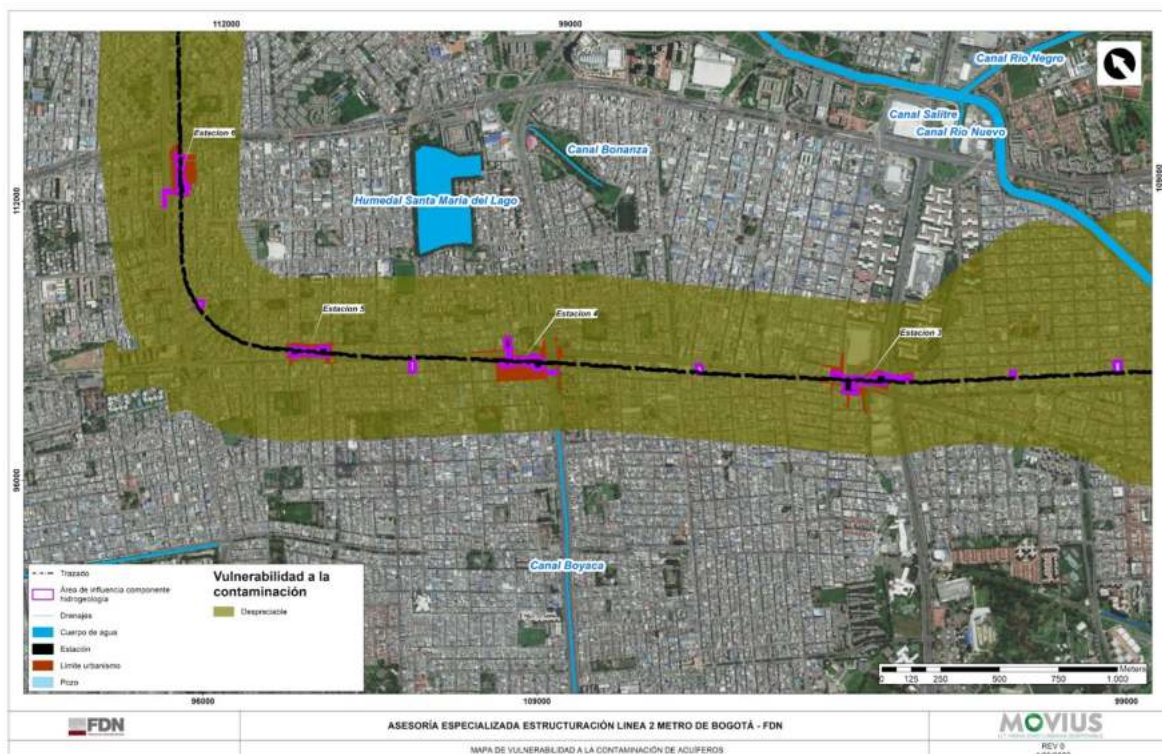 112000
99000
Canal Rio Negro
Canal Salitre
Canal Rio Nuevo
Estacion 6
Canal Bonanza
112000
109000
Humedal Santa Maria del Lago
Estacion 5
Estacion 4
Estacion 3
96000
Canal Boyaca
Trazado
Área de influencia componente
hidrogeología
Drenajes
Cuerpo de agua
Estación
Limite urbanismo
Pozo
Vulnerabilidad a la
contaminación
Despreciable
Meters
0 125 250 500 750 1.000
96000
109000
99000
FDN
ASESORÍA ESPECIALIZADA ESTRUCTURACIÓN LINEA 2 METRO DE BOGOTÁ - FDN
MOVIUS
MAPA DE VULNERABILIDAD A LA CONTAMINACIÓN DE ACUÍFEROS
REV 0